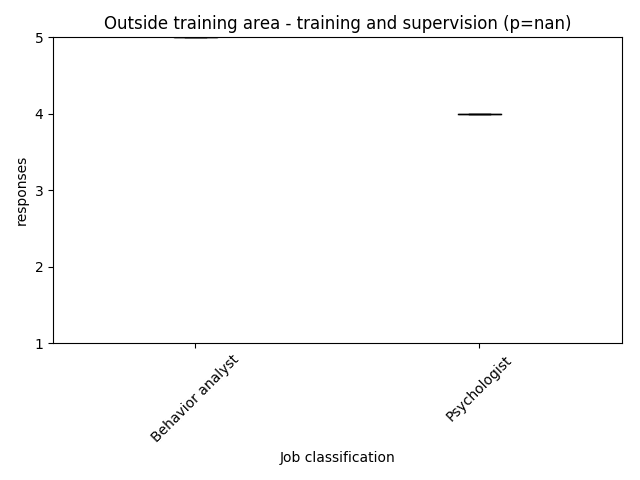 Outside training area - training and supervision (p=nan)
5
4
3
2
1
responses
Behavior analyst
Psychologist
Job classification